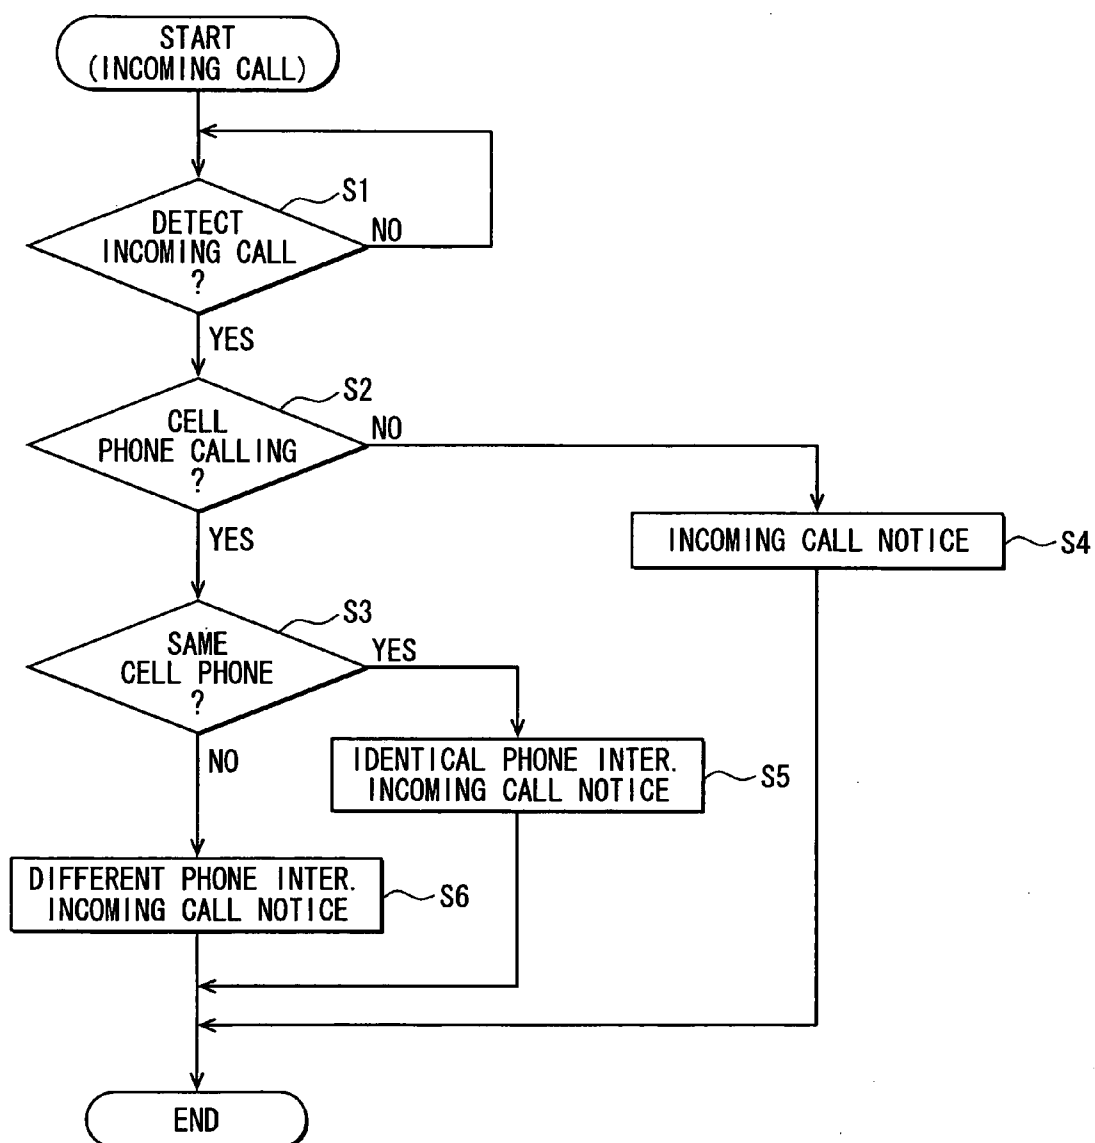 START
(INCOMING CALL)
S1
DETECT
INCOMING CALL
?
NO
YES
S2
CELL
PHONE CALLING
?
NO
YES
INCOMING CALL NOTICE
S4
S3
SAME
CELL PHONE
?
YES
NO
IDENTICAL PHONE INTER.
INCOMING CALL NOTICE
S5
DIFFERENT PHONE INTER.
INCOMING CALL NOTICE
S6
END